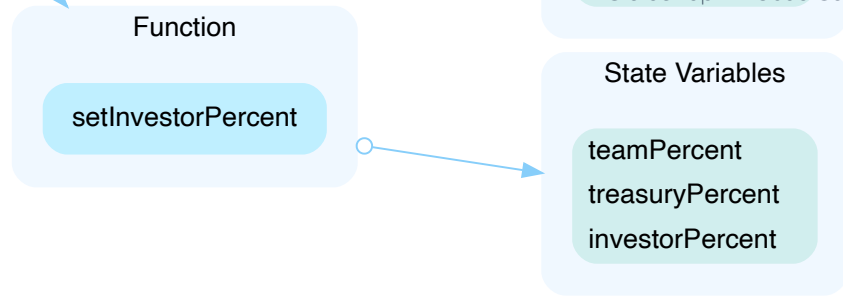 Function
setInvestorPercent
State Variables
teamPercent
treasuryPercent
investorPercent